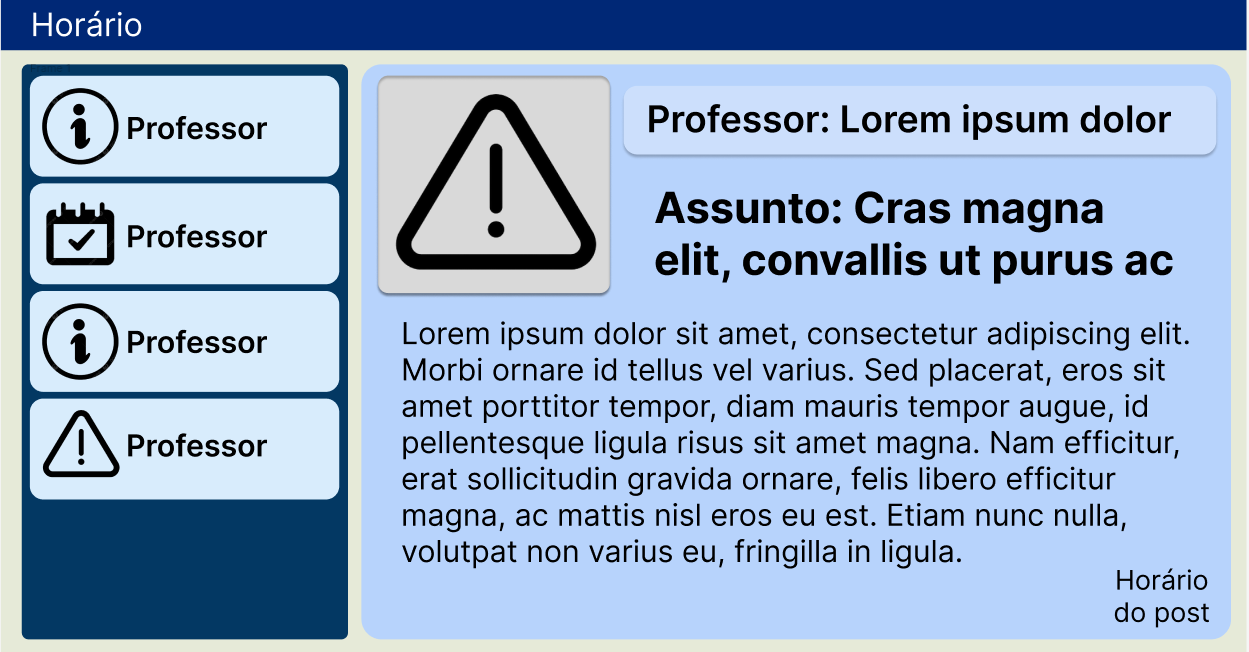 Horário
Professor
Professor
Professor
Professor
Professor: Lorem ipsum dolor
Assunto: Cras magna
elit, convallis ut purus ac
Lorem ipsum dolor sit amet, consectetur adipiscing elit.
Morbi ornare id tellus vel varius. Sed placerat, eros sit
amet porttitor tempor, diam mauris tempor augue, id
pellentesque ligula risus sit amet magna. Nam efficitur,
erat sollicitudin gravida ornare, felis libero efficitur
magna, ac mattis nisl eros eu est. Etiam nunc nulla,
volutpat non varius eu, fringilla in ligula.
Horário
do post